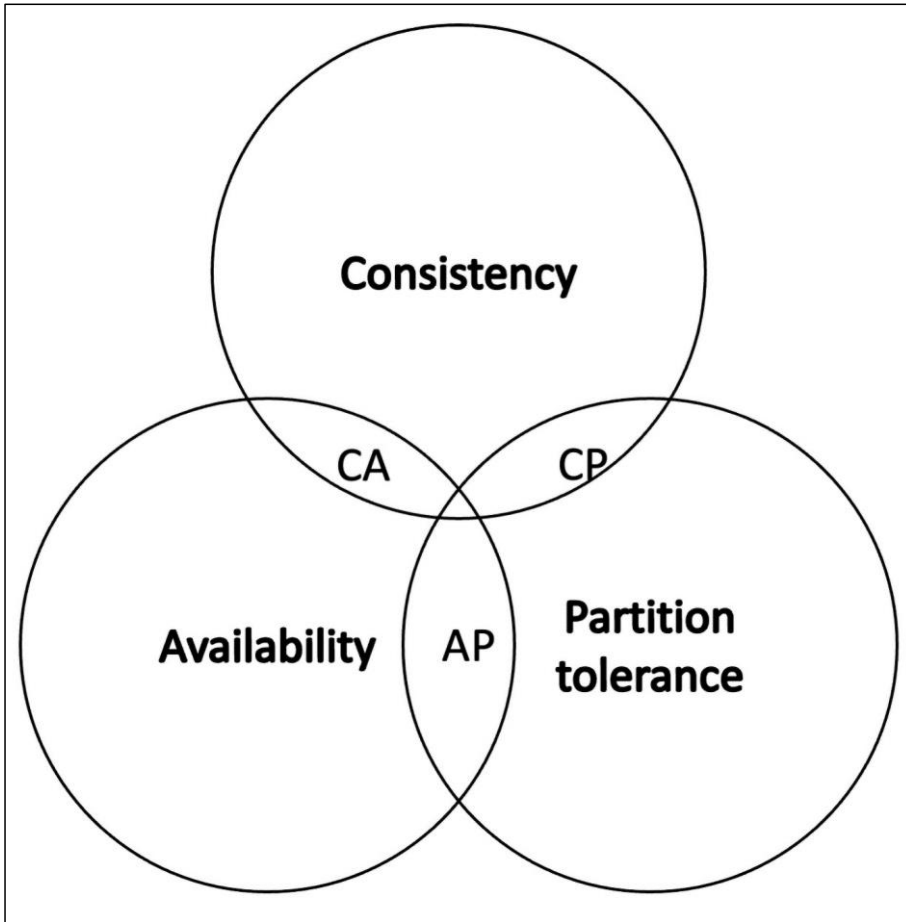 Consistency
CA
CP
Availability
AP
Partition
tolerance